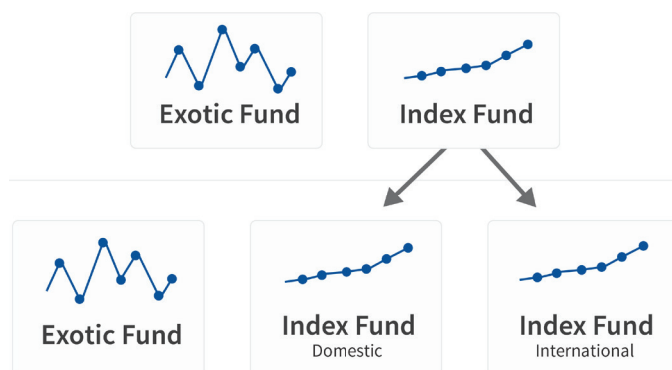 Exotic Fund
Index Fund
Exotic Fund
Index Fund
Domestic
Index Fund
International